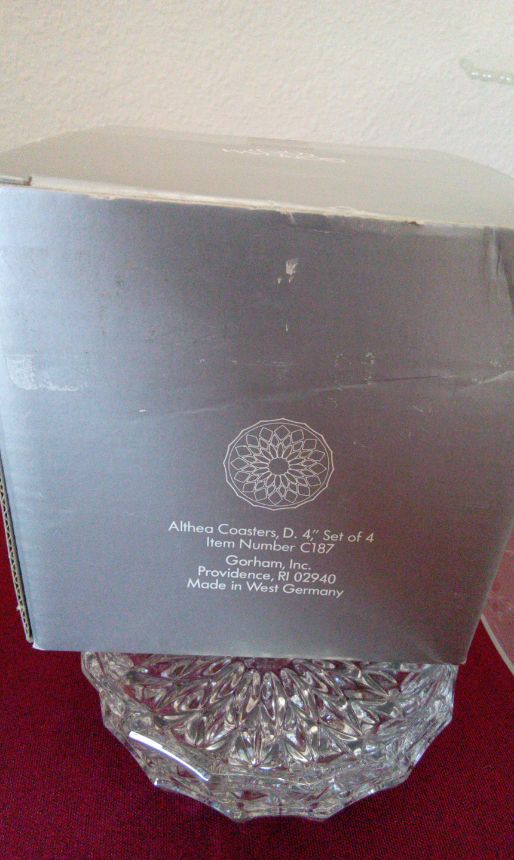 Althea Coasters, D. 4," Set of 4
Item Number C187
Gorham, Inc.
Providence, RI 02940
Made in West Germany